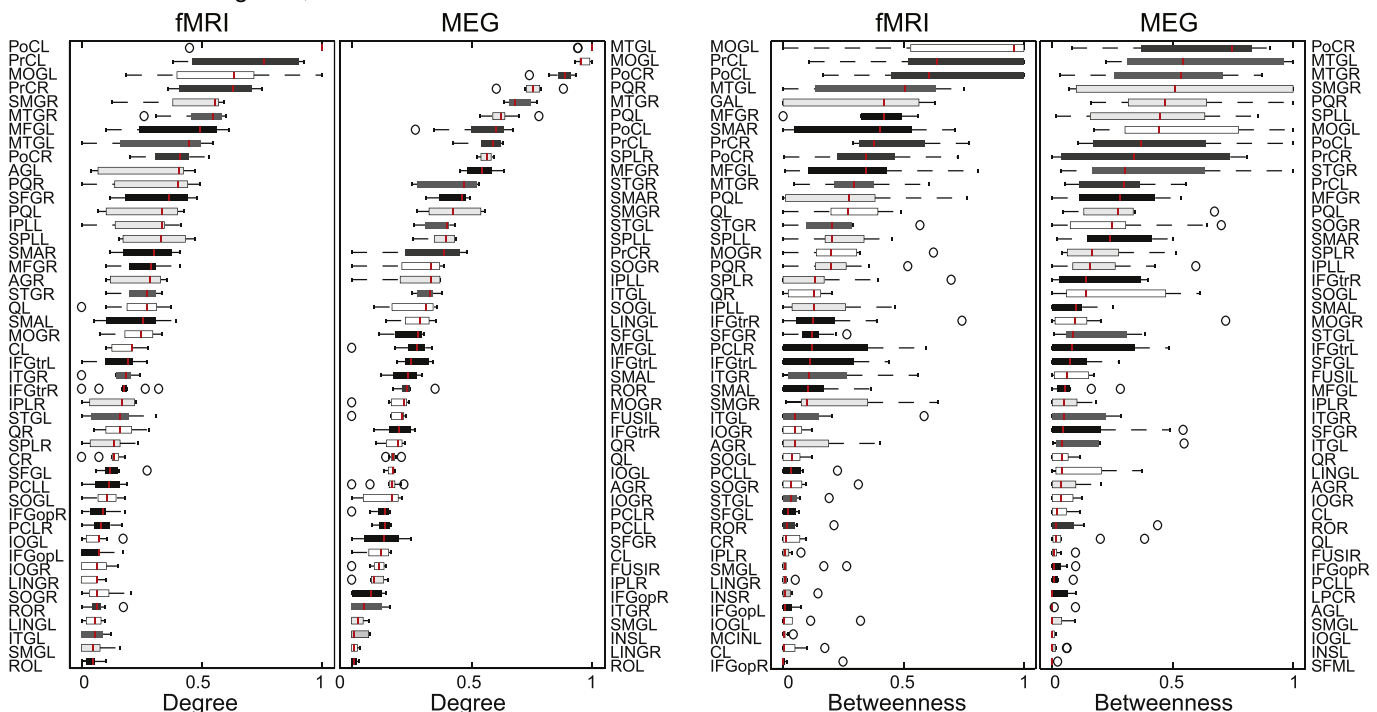 fMRI
MEG
fMRI
MEG
PoCL
PrCL
MOGL
PrCR
SMGR
MTGR
MFGL
MTGL
PoCR
AGL
PQR
SFGR
PQL
IPLL
SPLL
SMAR
MFGR
AGR
STGR
QL
SMAL
MOGR
CL
IFGtrL
ITGR
IFGtrR
IPLR
STGL
QR
SPLR
CR
SFGL
PCLL
SOGL
IFGopR
PCLR
IOGL
IFGopL
IOGR
LINGR
SOGR
ROR
LINGL
ITGL
SMGL
ROL
MTGL
MOGL
PoCR
PQR
MTGR
PQL
PoCL
PrCL
SPLR
MFGR
STGR
SMAR
SMGR
STGL
SPLL
PrCR
SOGR
IPLL
ITGL
SOGL
LINGL
SFGL
MFGL
IFGtrL
SMAL
ROR
MOGR
FUSIL
IFGtrR
QR
QL
IOGL
AGR
IOGR
PCLR
PCLL
SFGR
CL
FUSIR
IPLR
IFGopR
ITGR
SMGL
INSL
LINGR
ROL
MOGL
PrCL
PoCL
MTGL
GAL
MFGR
SMAR
PrCR
PoCR
MFGL
MTGR
PQL
QL
STGR
SPLL
MOGR
PQR
SPLR
QR
IPLL
IFGtrR
SFGR
PCLR
IFGtrL
ITGR
SMAL
SMGR
ITGL
IOGR
AGR
SOGL
PCLL
SOGR
STGL
SFGL
ROR
CR
IPLR
SMGL
LINGR
INSR
IFGopL
IOGL
MCINL
CL
IFGopR
PoCR
MTGL
MTGR
SMGR
PQR
SPLL
MOGL
PoCL
PrCR
STGR
PrCL
MFGR
PQL
SOGR
SMAR
SPLR
IPLL
IFGtrR
SOGL
SMAL
MOGR
STGL
IFGtrL
SFGL
FUSIL
MFGL
IPLR
ITGR
SFGR
ITGL
QR
LINGL
AGR
IOGR
CL
ROR
QL
FUSIR
IFGopR
PCLL
LPCR
AGL
SMGL
IOGL
INSL
SFML
0 0.5 1
0 0.5 1
0 0.5 1
0 0.5 1
Degree
Degree
Betweenness
Betweenness